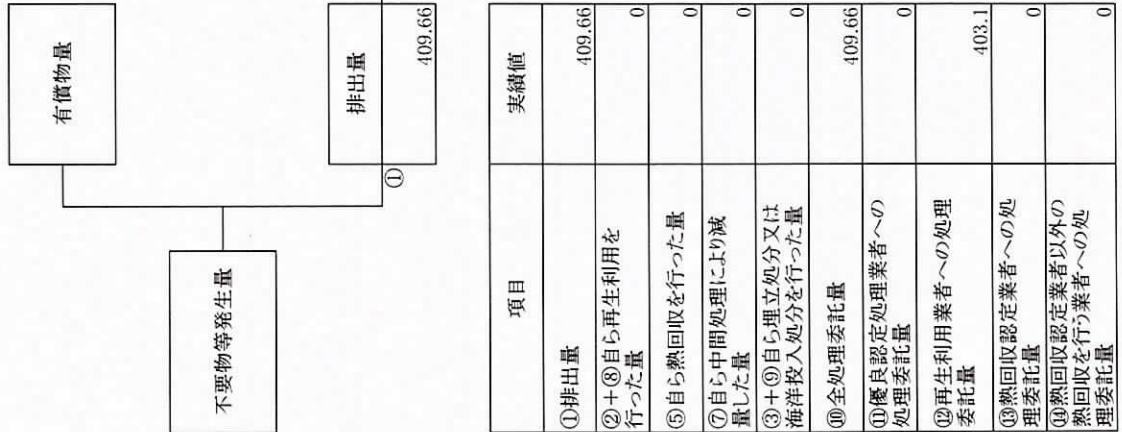 有償物量
不要物等発生量
①
排出量
409.66
項目
実績値
①排出量
409.66
②+⑧自ら再生利用を
行った量
0
⑤自ら熱回収を行った量
0
⑦自ら中間処理により減
量した量
0
③+⑨自ら埋立処分又は
海洋投入処分を行った量
0
⑩全処理委託量
409.66
⑪優良認定処理業者への
処理委託量
0
⑫再生利用業者への処理
委託量
403.1
⑬熱回収認定業者への処
理委託量
0
⑭熱回収認定業者以外の
熱回収を行う業者への処
理委託量
0